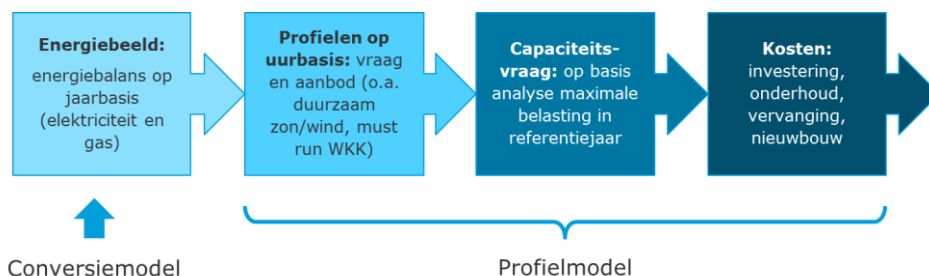 Energiebeeld:
energiebalans op
jaarbasis
(elektriciteit en
gas)
Profielen op
uurbasis: vraag
en aanbod (o.a.
duurzaam
zon/wind, must
run WKK)
Capaciteits-
vraag: op basis
analyse maximale
belasting in
referentiejaar
Kosten:
investering,
onderhoud,
vervanging,
nieuwbouw
Conversiemodel
Profielmodel